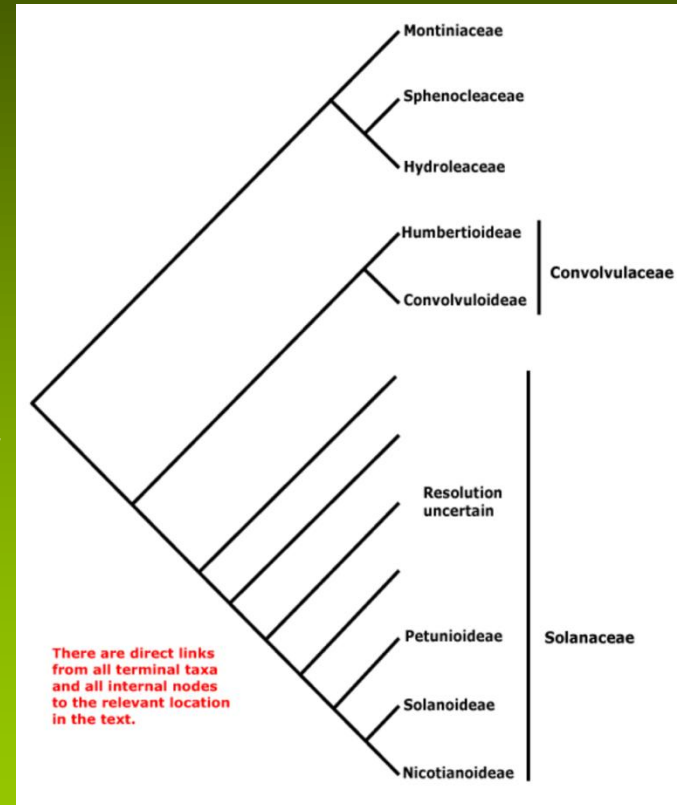 Montiniaceae
Sphenocleaceae
Hydroleaceae
Humbertioideae
Convolvulaceae
Convolvuloideae
Resolution
uncertain
Petunioideae
Solanaceae
There are direct links
from all terminal taxa
and all internal nodes
to the relevant location
in the text.
Solanoideae
Nicotianoideae